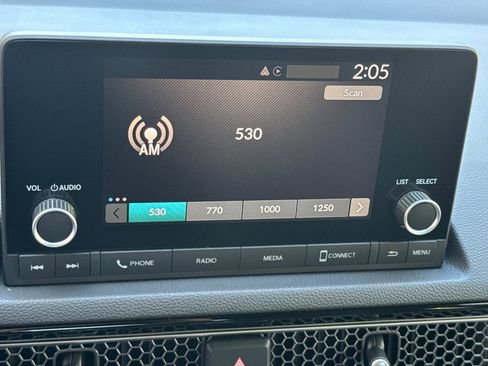 2:05
Scan
AM
530
VOL AUDIO
LIST SELECT
530 770 1000 1250
PHONE RADIO MEDIA CONNECT MENU